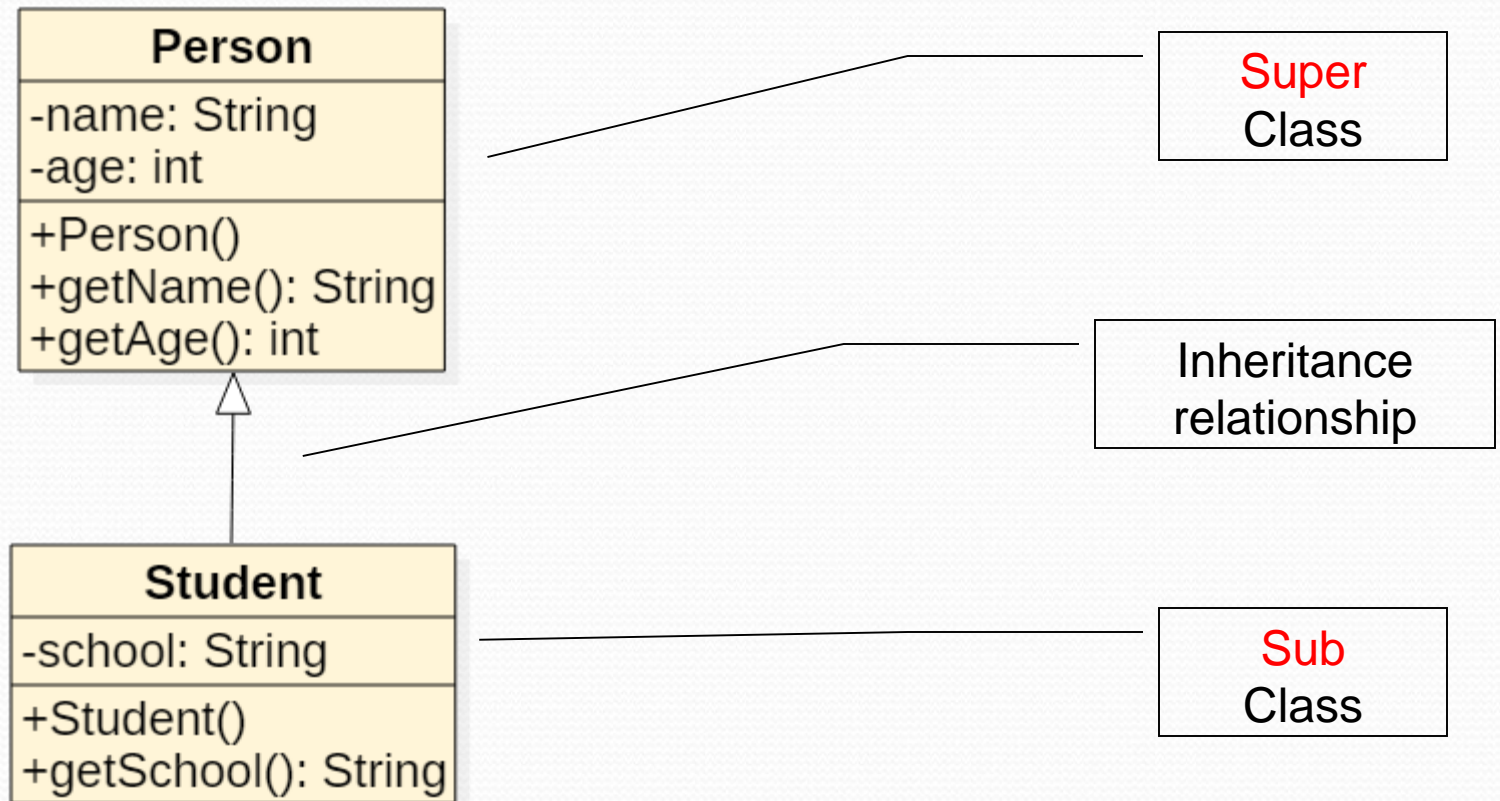 Person
-name: String
-age: int
+Person()
+getName(): String
+getAge(): int
Super
Class
Inheritance
relationship
Student
-school: String
+Student()
+getSchool(): String
Sub
Class